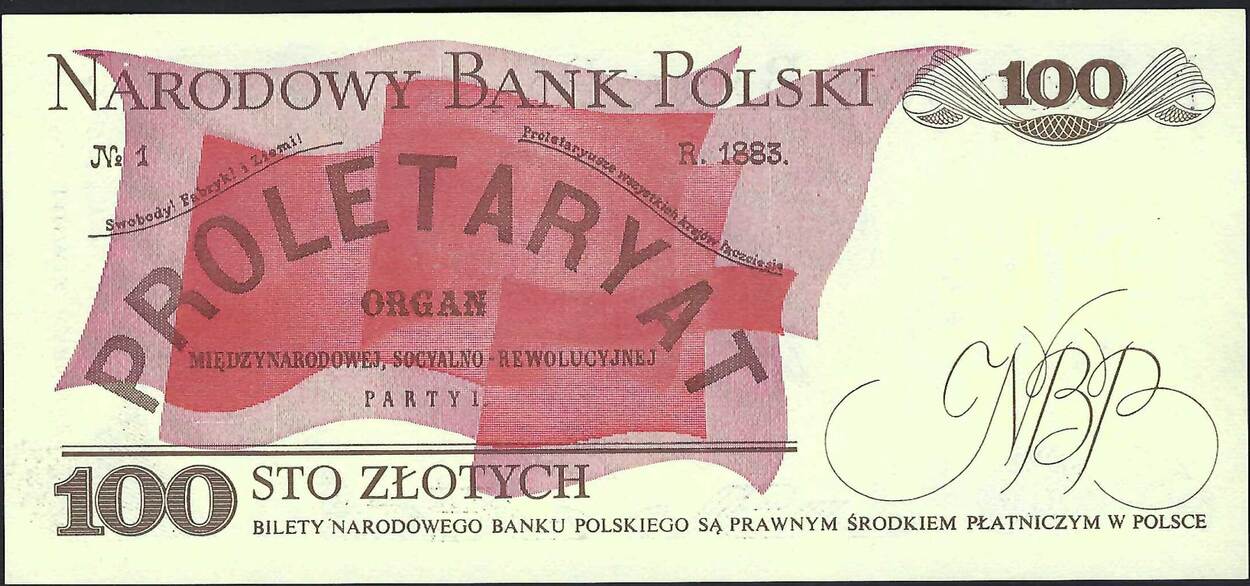 NARODOWY BANK POLSKI
100
№ 1
R. 1883.
Swobody! Fabryk! i Ziemi!
Proletaryusze wszystkich krajów łączcie się
PROLETARYAT
ORGAN
MIĘDZYNARODOWEJ, SOCYALNO-REWOLUCYJNEJ
PARTYI.
NBP
100 STO ZŁOTYCH
BILETY NARODOWEGO BANKU POLSKIEGO SĄ PRAWNYM ŚRODKIEM PŁATNICZYM W POLSCE